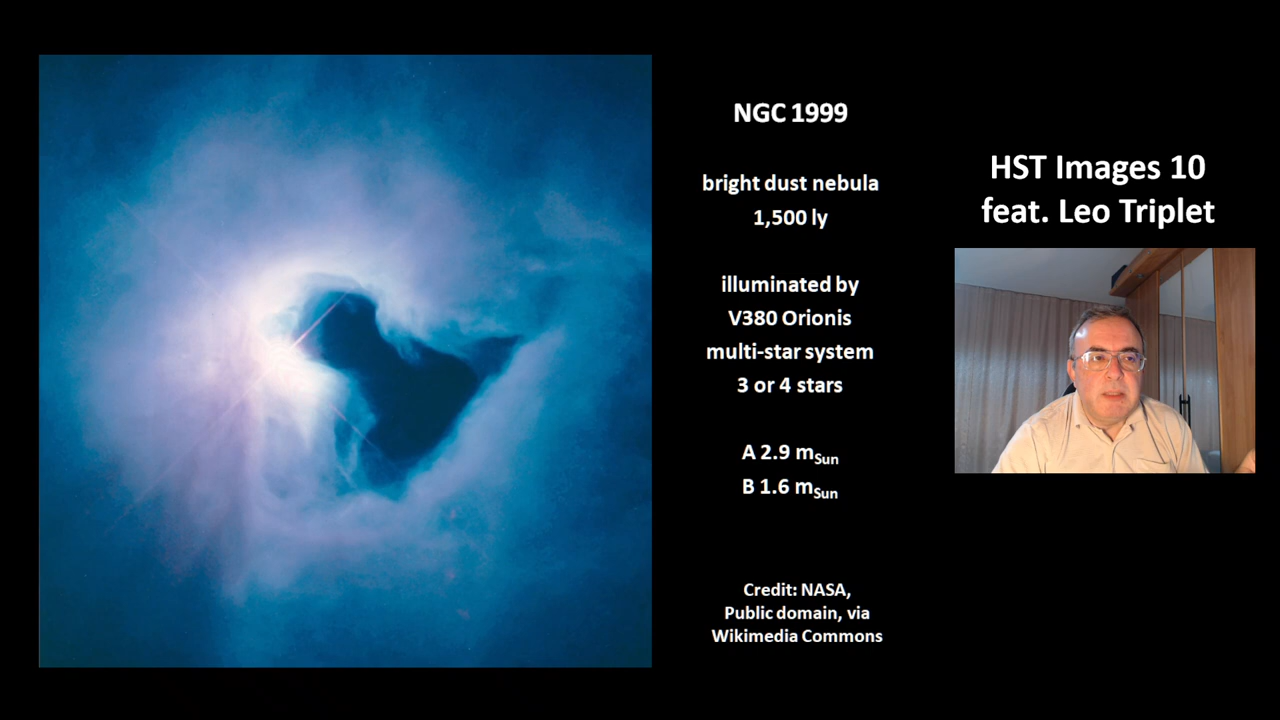 NGC 1999
bright dust nebula
1,500 ly
illuminated by
V380 Orionis
multi-star system
3 or 4 stars
A 2.9 mSun
B 1.6 mSun
Credit: NASA,
Public domain, via
Wikimedia Commons
HST Images 10
feat. Leo Triplet